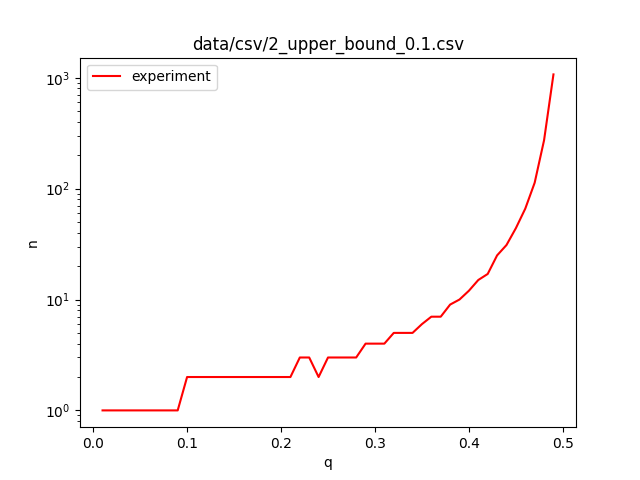 data/csv/2_upper_bound_0.1.csv
experiment
10³
10²
10¹
10⁰
n
0.0 0.1 0.2 0.3 0.4 0.5
q